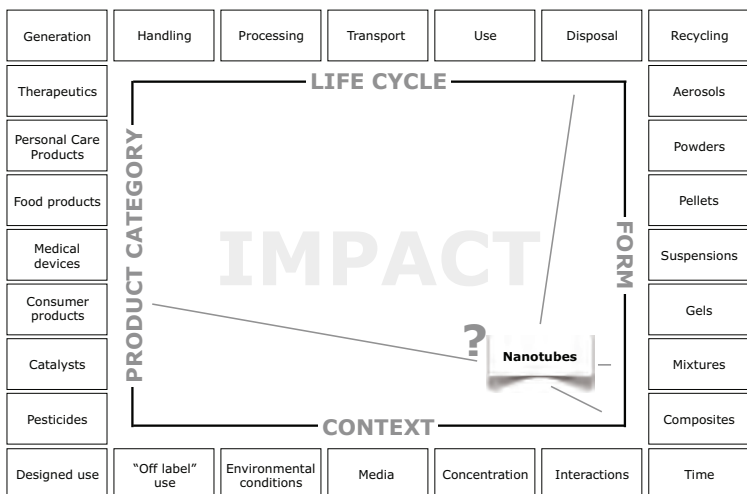 Generation
Handling
Processing
Transport
Use
Disposal
Recycling
LIFE CYCLE
Therapeutics
Personal Care
Products
Food products
Medical
devices
Consumer
products
Catalysts
Pesticides
PRODUCT CATEGORY
IMPACT
?
Nanotubes
FORM
Aerosols
Powders
Pellets
Suspensions
Gels
Mixtures
Composites
CONTEXT
Designed use
“Off label”
use
Environmental
conditions
Media
Concentration
Interactions
Time